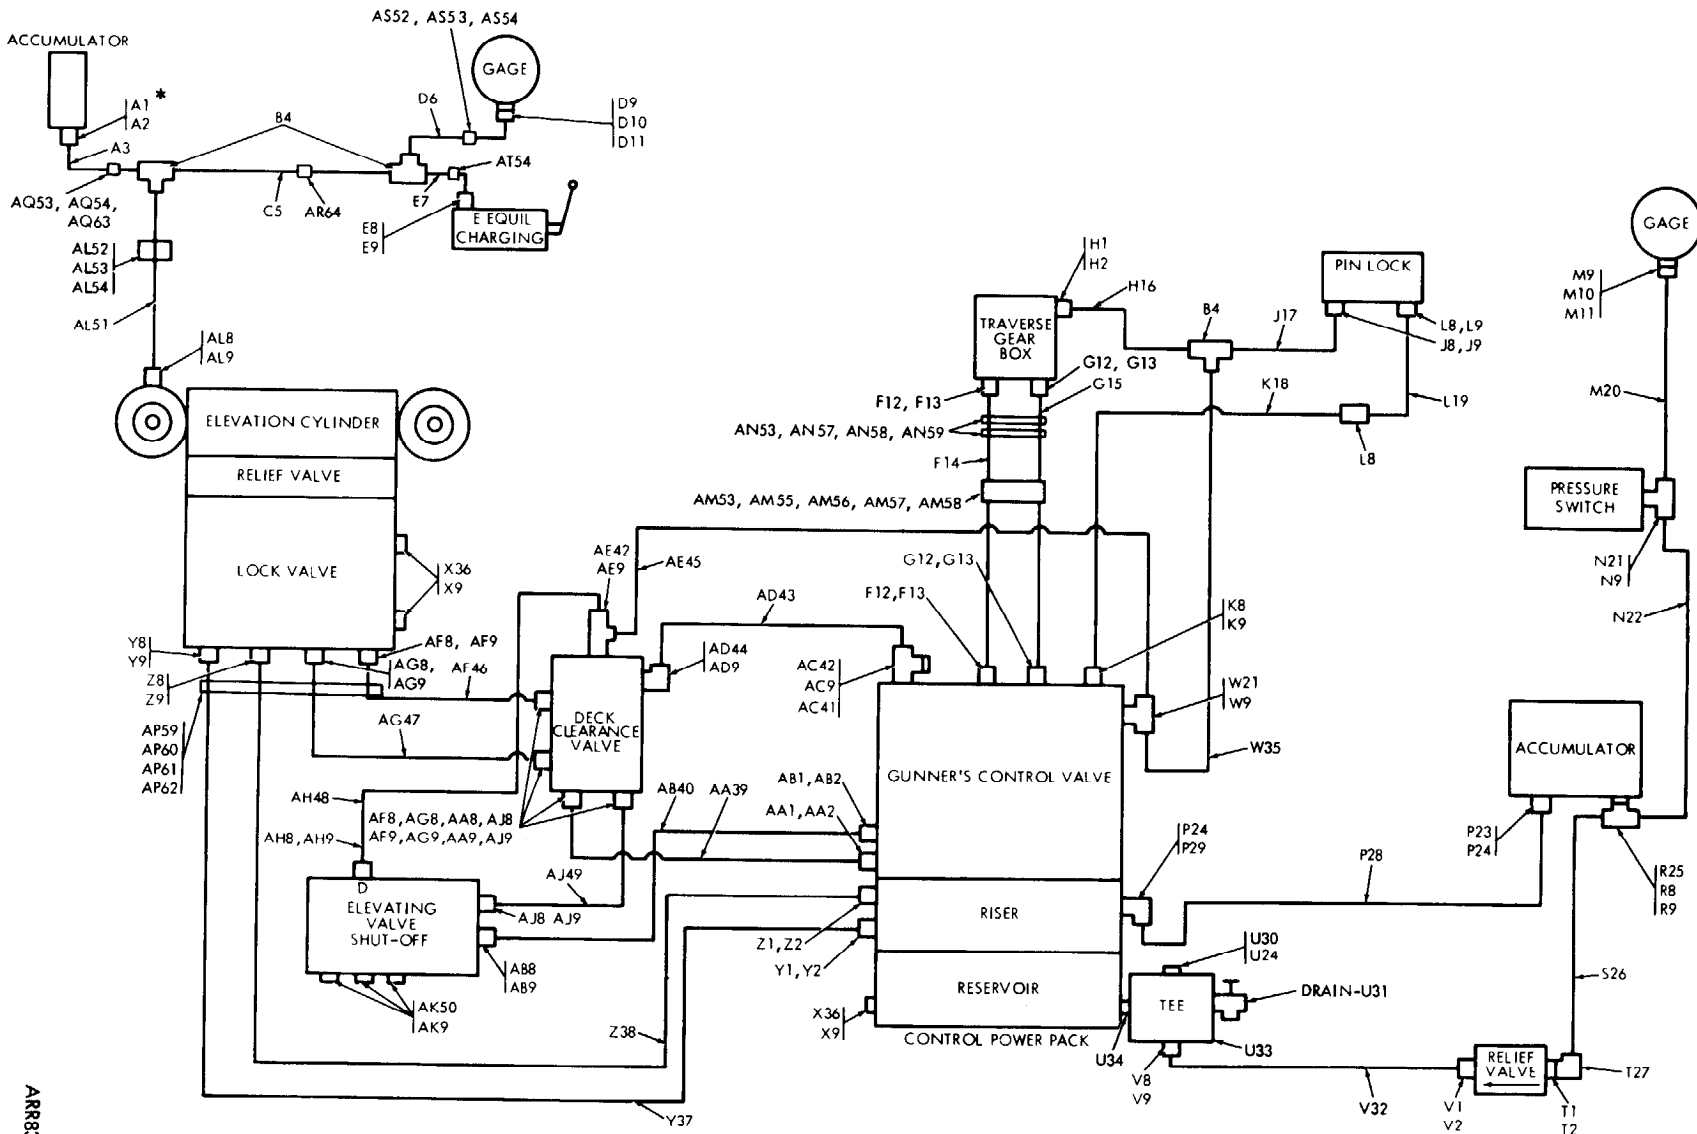 AS52, AS53, AS54
ACCUMULATOR
GAGE
A1 *
A2
D6
D9
D10
D11
B4
A3
AT54
AQ53, AQ54,
AQ63
C5
AR64
E7
E8
E9
E EQUIL
CHARGING
AL52
AL53
AL54
AL51
AL8
AL9
ELEVATION CYLINDER
RELIEF VALVE
LOCK VALVE
X36
X9
Y8
Y9
Z8
Z9
AF8, AF9
AG8,
AG9
AF46
AG47
AP59
AP60
AP61
AP62
AH48
AH8, AH9
AE42
AE9
AE45
AD43
AD44
AD9
DECK
CLEARANCE
VALVE
AF8, AG8, AA8, AJ8
AF9, AG9, AA9, AJ9
AB40
AA39
AJ49
D
ELEVATING
VALVE
SHUT-OFF
AJ8 AJ9
AB8
AB9
AK50
AK9
Z38
Y37
H1
H2
H16
TRAVERSE
GEAR
BOX
G12, G13
G15
F12, F13
AN53, AN57, AN58, AN59
F14
AM53, AM55, AM56, AM57, AM58
G12, G13
F12, F13
B4
J17
PIN LOCK
L8, L9
J8, J9
K18
L19
L8
K8
K9
AC42
AC9
AC41
W21
W9
W35
GUNNER'S CONTROL VALVE
AB1, AB2
AA1, AA2
P24
P29
RISER
Z1, Z2
Y1, Y2
RESERVOIR
X36
X9
CONTROL POWER PACK
U30
U24
TEE
DRAIN-U31
U34
U33
V8
V9
V32
GAGE
M9
M10
M11
M20
PRESSURE
SWITCH
N21
N9
N22
ACCUMULATOR
P23
P24
P28
R25
R8
R9
S26
RELIEF
VALVE
T27
V1
V2
T1
T2